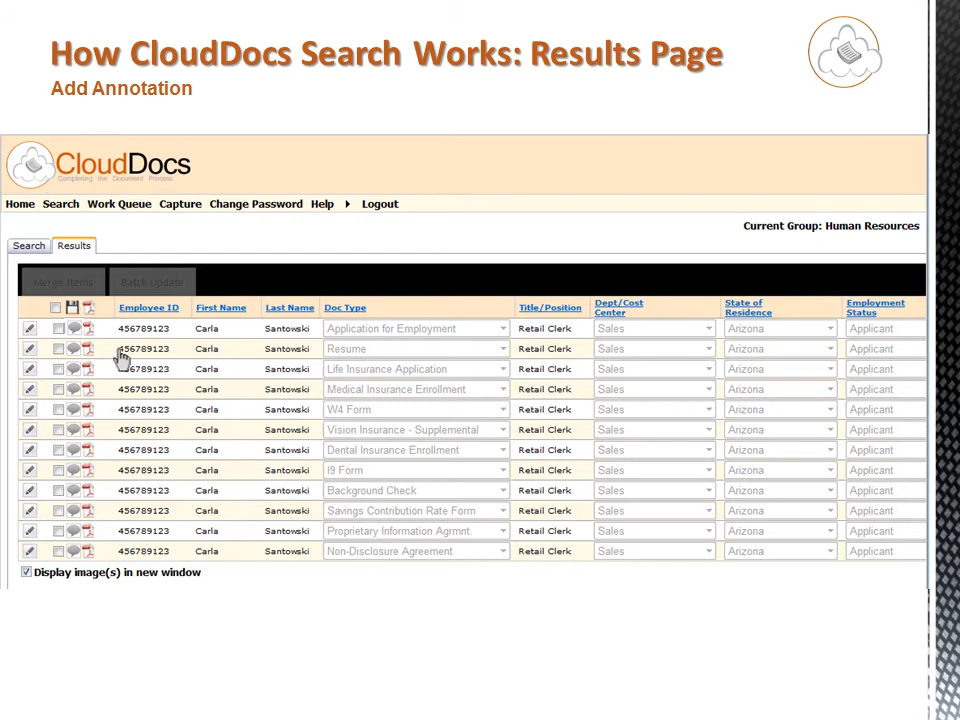 How CloudDocs Search Works: Results Page
Add Annotation
CloudDocs
Completing the Document Process
Home Search Work Queue Capture Change Password Help Logout
Current Group: Human Resources
Search Results
Merge Items Batch Update
Employee ID First Name Last Name Doc Type Title/Position Dept/Cost Center State of Residence Employment Status
456789123 Carla Santowski Application for Employment Retail Clerk Sales Arizona Applicant
456789123 Carla Santowski Resume Retail Clerk Sales Arizona Applicant
456789123 Carla Santowski Life Insurance Application Retail Clerk Sales Arizona Applicant
456789123 Carla Santowski Medical Insurance Enrollment Retail Clerk Sales Arizona Applicant
456789123 Carla Santowski W4 Form Retail Clerk Sales Arizona Applicant
456789123 Carla Santowski Vision Insurance - Supplemental Retail Clerk Sales Arizona Applicant
456789123 Carla Santowski Dental Insurance Enrollment Retail Clerk Sales Arizona Applicant
456789123 Carla Santowski I9 Form Retail Clerk Sales Arizona Applicant
456789123 Carla Santowski Background Check Retail Clerk Sales Arizona Applicant
456789123 Carla Santowski Savings Contribution Rate Form Retail Clerk Sales Arizona Applicant
456789123 Carla Santowski Proprietary Information Agrmnt. Retail Clerk Sales Arizona Applicant
456789123 Carla Santowski Non-Disclosure Agreement Retail Clerk Sales Arizona Applicant
Display image(s) in new window